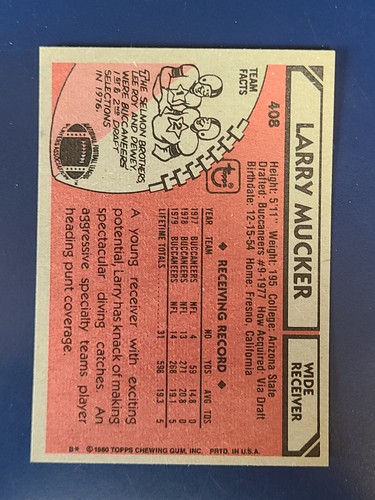 LARRY MUCKER
WIDE
RECEIVER
408
Height: 5'11" Weight: 195 College: Arizona State
Drafted: Buccaneers #9-1977 How Acquired: Via Draft
Birthdate: 12-15-54 Home: Fresno, California
TEAM
FACTS
topps
THE SELMON BROTHERS,
LEE ROY AND DEWEY,
WERE BUCCANEERS'
1st & 2nd DRAFT
SELECTIONS
IN 1976.
◆ RECEIVING RECORD ◆
YEAR TEAM NO. YDS. AVG. TDS
1977 BUCCANEERS NFL 4 59 14.8 0
1978 BUCCANEERS NFL 13 271 20.8 0
1979 BUCCANEERS NFL 14 268 19.1 5
LIFETIME TOTALS 31 598 19.3 5
A young receiver with exciting
potential, Larry has knack of making
spectacular diving catches. An
aggressive specialty teams player
heading punt coverage.
B* © 1980 TOPPS CHEWING GUM, INC. PRTD. IN U.S.A.